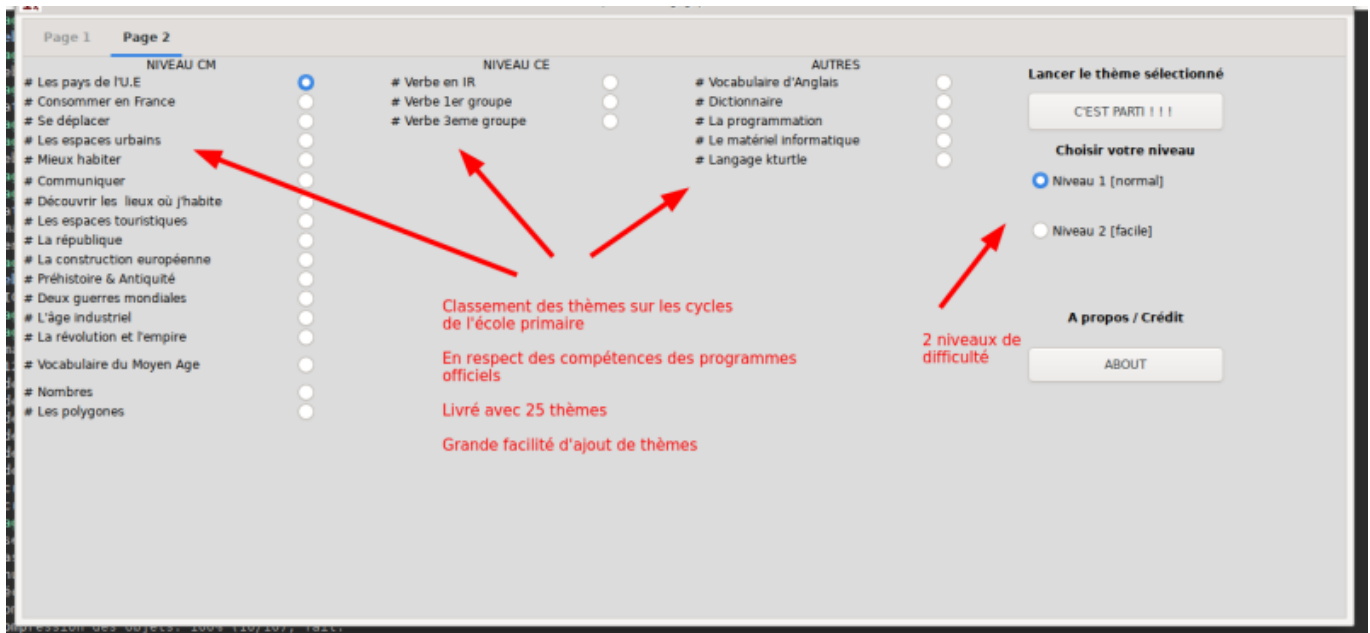 Page 1 Page 2
NIVEAU CM
# Les pays de l'U.E
# Consommer en France
# Se déplacer
# Les espaces urbains
# Mieux habiter
# Communiquer
# Découvrir les lieux où j'habite
# Les espaces touristiques
# La république
# La construction européenne
# Préhistoire & Antiquité
# Deux guerres mondiales
# L'âge industriel
# La révolution et l'empire
# Vocabulaire du Moyen Age
# Nombres
# Les polygones
NIVEAU CE
# Verbe en IR
# Verbe 1er groupe
# Verbe 3eme groupe
AUTRES
# Vocabulaire d'Anglais
# Dictionnaire
# La programmation
# Le matériel informatique
# Langage kturtle
Lancer le thème sélectionné
C'EST PARTI ! ! !
Choisir votre niveau
Niveau 1 [normal]
Niveau 2 [facile]
A propos / Crédit
ABOUT
Classement des thèmes sur les cycles
de l'école primaire
En respect des compétences des programmes
officiels
Livré avec 25 thèmes
Grande facilité d'ajout de thèmes
2 niveaux de
difficulté